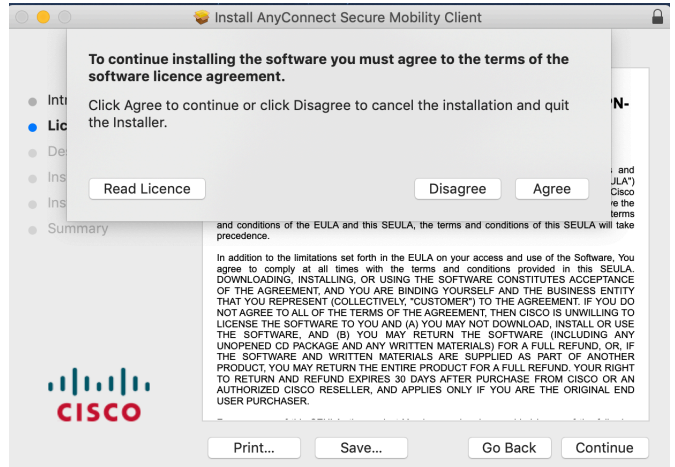 Install AnyConnect Secure Mobility Client
To continue installing the software you must agree to the terms of the
software licence agreement.
Click Agree to continue or click Disagree to cancel the installation and quit
the Installer.
Read Licence
Disagree
Agree
Summary
and
Cisco
the
terms
and conditions of the EULA and this SEULA, the terms and conditions of this SEULA will take
precedence.
In addition to the limitations set forth in the EULA on your access and use of the Software, You
agree to comply at all times with the terms and conditions provided in this SEULA.
DOWNLOADING, INSTALLING, OR USING THE SOFTWARE CONSTITUTES ACCEPTANCE
OF THE AGREEMENT, AND YOU ARE BINDING YOURSELF AND THE BUSINESS ENTITY
THAT YOU REPRESENT (COLLECTIVELY, "CUSTOMER") TO THE AGREEMENT. IF YOU DO
NOT AGREE TO ALL OF THE TERMS OF THE AGREEMENT, THEN CISCO IS UNWILLING TO
LICENSE THE SOFTWARE TO YOU AND (A) YOU MAY NOT DOWNLOAD, INSTALL OR USE
THE SOFTWARE, AND (B) YOU MAY RETURN THE SOFTWARE (INCLUDING ANY
UNOPENED CD PACKAGE AND ANY WRITTEN MATERIALS) FOR A FULL REFUND, OR, IF
THE SOFTWARE AND WRITTEN MATERIALS ARE SUPPLIED AS PART OF ANOTHER
PRODUCT, YOU MAY RETURN THE ENTIRE PRODUCT FOR A FULL REFUND. YOUR RIGHT
TO RETURN AND REFUND EXPIRES 30 DAYS AFTER PURCHASE FROM CISCO OR AN
AUTHORIZED CISCO RESELLER, AND APPLIES ONLY IF YOU ARE THE ORIGINAL END
USER PURCHASER.
CISCO
Print...
Save...
Go Back
Continue